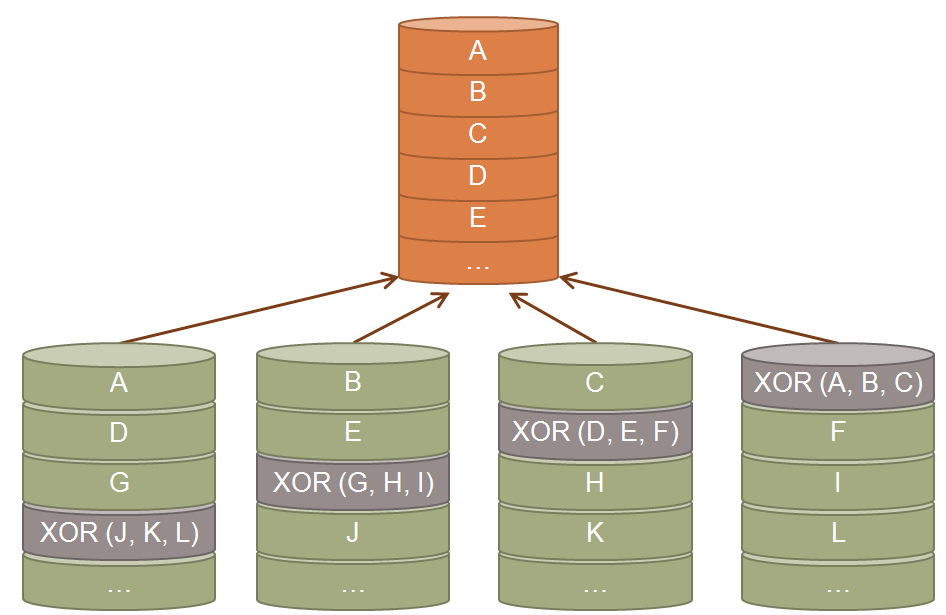 A
B
C
D
E
...
A
D
G
XOR (J, K, L)
...
B
E
XOR (G, H, I)
J
...
C
XOR (D, E, F)
H
K
...
XOR (A, B, C)
F
I
L
...